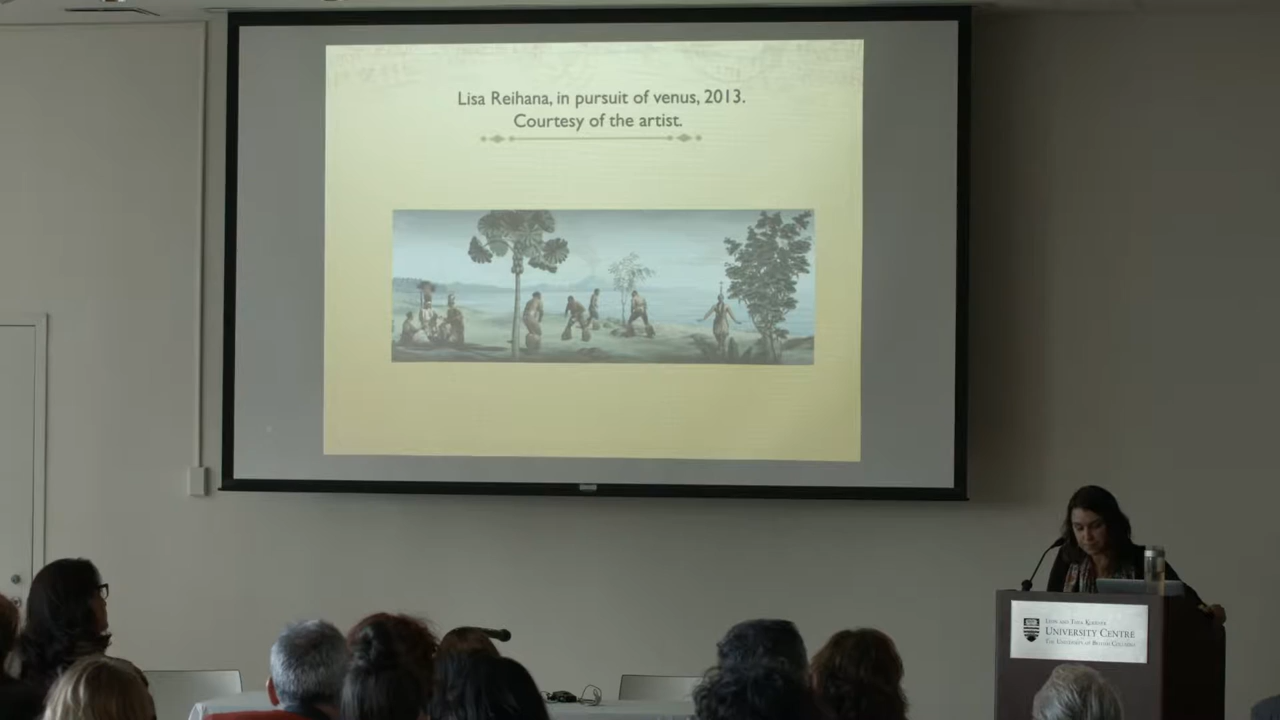 Lisa Reihana, in pursuit of venus, 2013.
Courtesy of the artist.
UNIVERSITY CENTRE